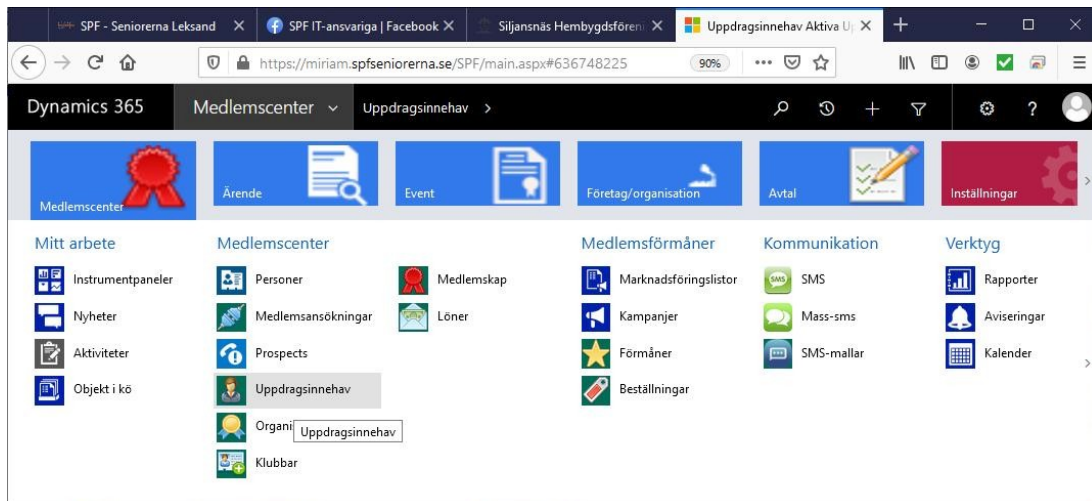 SPF - Seniorerna Leksand
SPF IT-ansvariga | Facebook
Siljansnäs Hembygdsföreni
Uppdragsinnehav Aktiva U
https://miriam.spfseniorerna.se/SPF/main.aspx#636748225
90%
Dynamics 365
Medlemscenter
Uppdragsinnehav >
Medlemscenter
Ärende
Event
Företag/organisation
Avtal
Inställningar
Mitt arbete
Instrumentpaneler
Nyheter
Aktiviteter
Objekt i kö
Medlemscenter
Personer
Medlemsansökningar
Prospects
Uppdragsinnehav
Organi
Uppdragsinnehav
Klubbar
Medlemskap
Löner
Medlemsförmåner
Marknadsföringslistor
Kampanjer
Förmåner
Beställningar
Kommunikation
SMS
Mass-sms
SMS-mallar
Verktyg
Rapporter
Aviseringar
Kalender